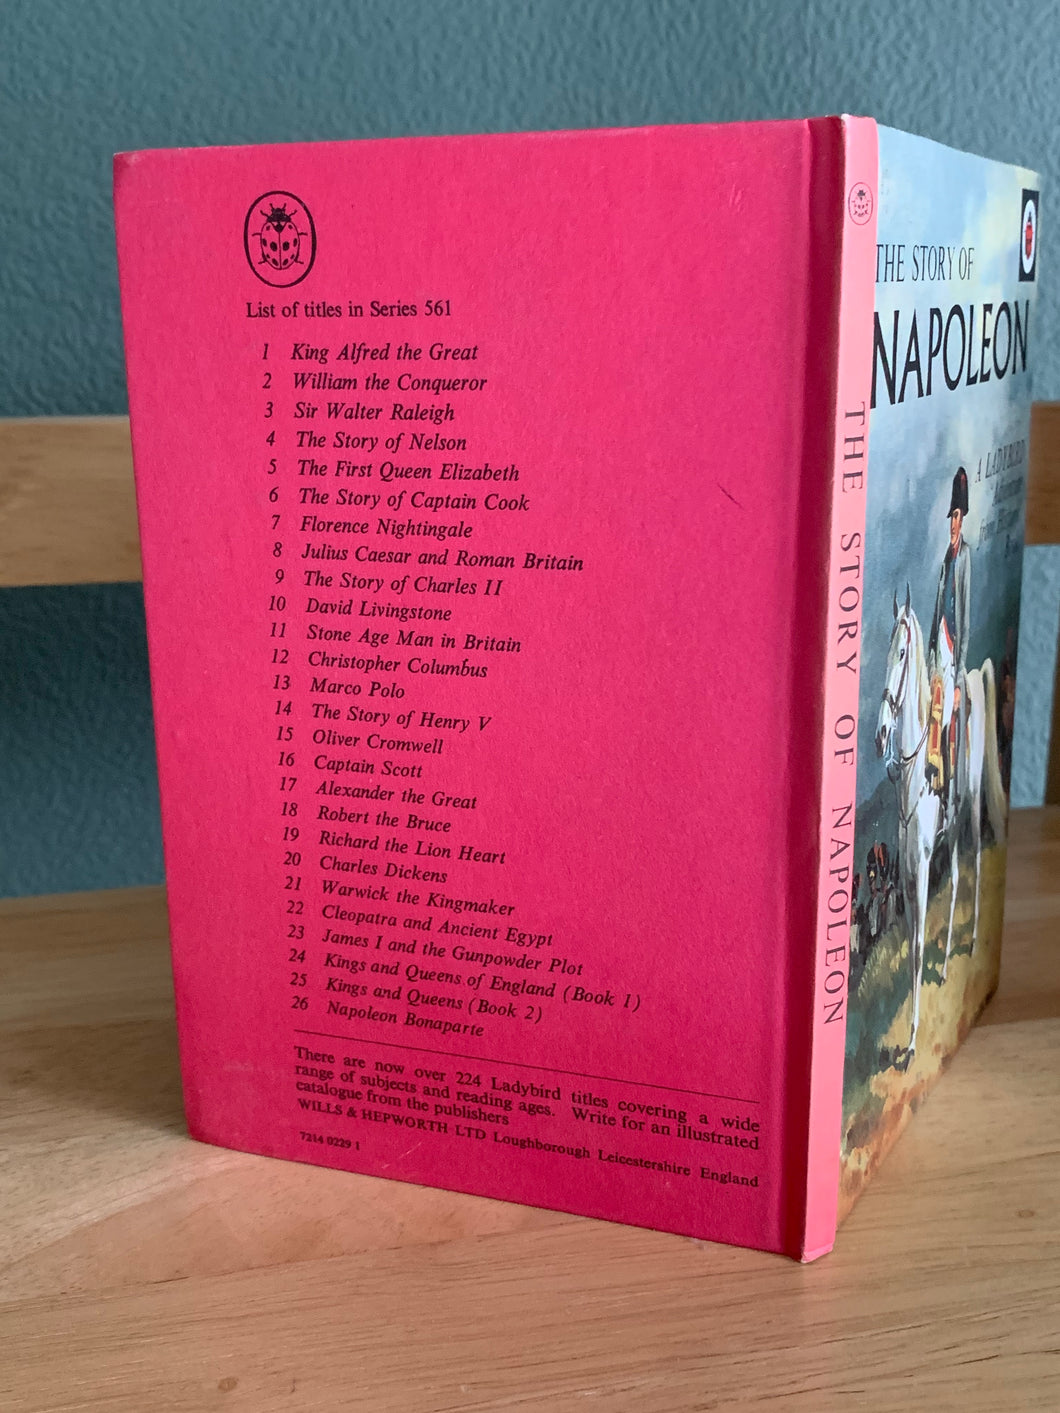 List of titles in Series 561
1 King Alfred the Great
2 William the Conqueror
3 Sir Walter Raleigh
4 The Story of Nelson
5 The First Queen Elizabeth
6 The Story of Captain Cook
7 Florence Nightingale
8 Julius Caesar and Roman Britain
9 The Story of Charles II
10 David Livingstone
11 Stone Age Man in Britain
12 Christopher Columbus
13 Marco Polo
14 The Story of Henry V
15 Oliver Cromwell
16 Captain Scott
17 Alexander the Great
18 Robert the Bruce
19 Richard the Lion Heart
20 Charles Dickens
21 Warwick the Kingmaker
22 Cleopatra and Ancient Egypt
23 James I and the Gunpowder Plot
24 Kings and Queens of England (Book 1)
25 Kings and Queens (Book 2)
26 Napoleon Bonaparte
There are now over 224 Ladybird titles covering a wide
range of subjects and reading ages. Write for an illustrated
catalogue from the publishers
WILLS & HEPWORTH LTD Loughborough Leicestershire England
7214 0229 1
THE STORY OF NAPOLEON
THE STORY OF
NAPOLEON
A LADYBIRD
Adventure
from History
Book